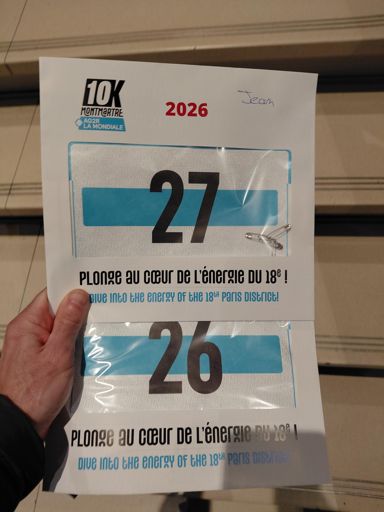 10K
MONTMARTRE
AG2R
LA MONDIALE
2026
Jean
27
PLONGE AU CŒUR DE L'ÉNERGIE DU 18e !
DIVE INTO THE ENERGY OF THE 18th PARIS DISTRICT!
26
PLONGE AU CŒUR DE L'ÉNERGIE DU 18e !
DIVE INTO THE ENERGY OF THE 18th PARIS DISTRICT!